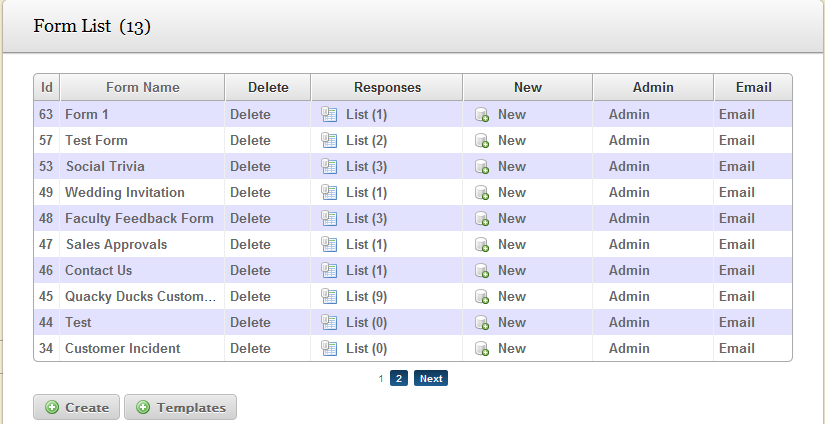 Form List (13)
Id Form Name Delete Responses New Admin Email
63 Form 1 Delete List (1) New Admin Email
57 Test Form Delete List (2) New Admin Email
53 Social Trivia Delete List (3) New Admin Email
49 Wedding Invitation Delete List (1) New Admin Email
48 Faculty Feedback Form Delete List (3) New Admin Email
47 Sales Approvals Delete List (1) New Admin Email
46 Contact Us Delete List (1) New Admin Email
45 Quacky Ducks Custom... Delete List (9) New Admin Email
44 Test Delete List (0) New Admin Email
34 Customer Incident Delete List (0) New Admin Email
1 2 Next
Create Templates